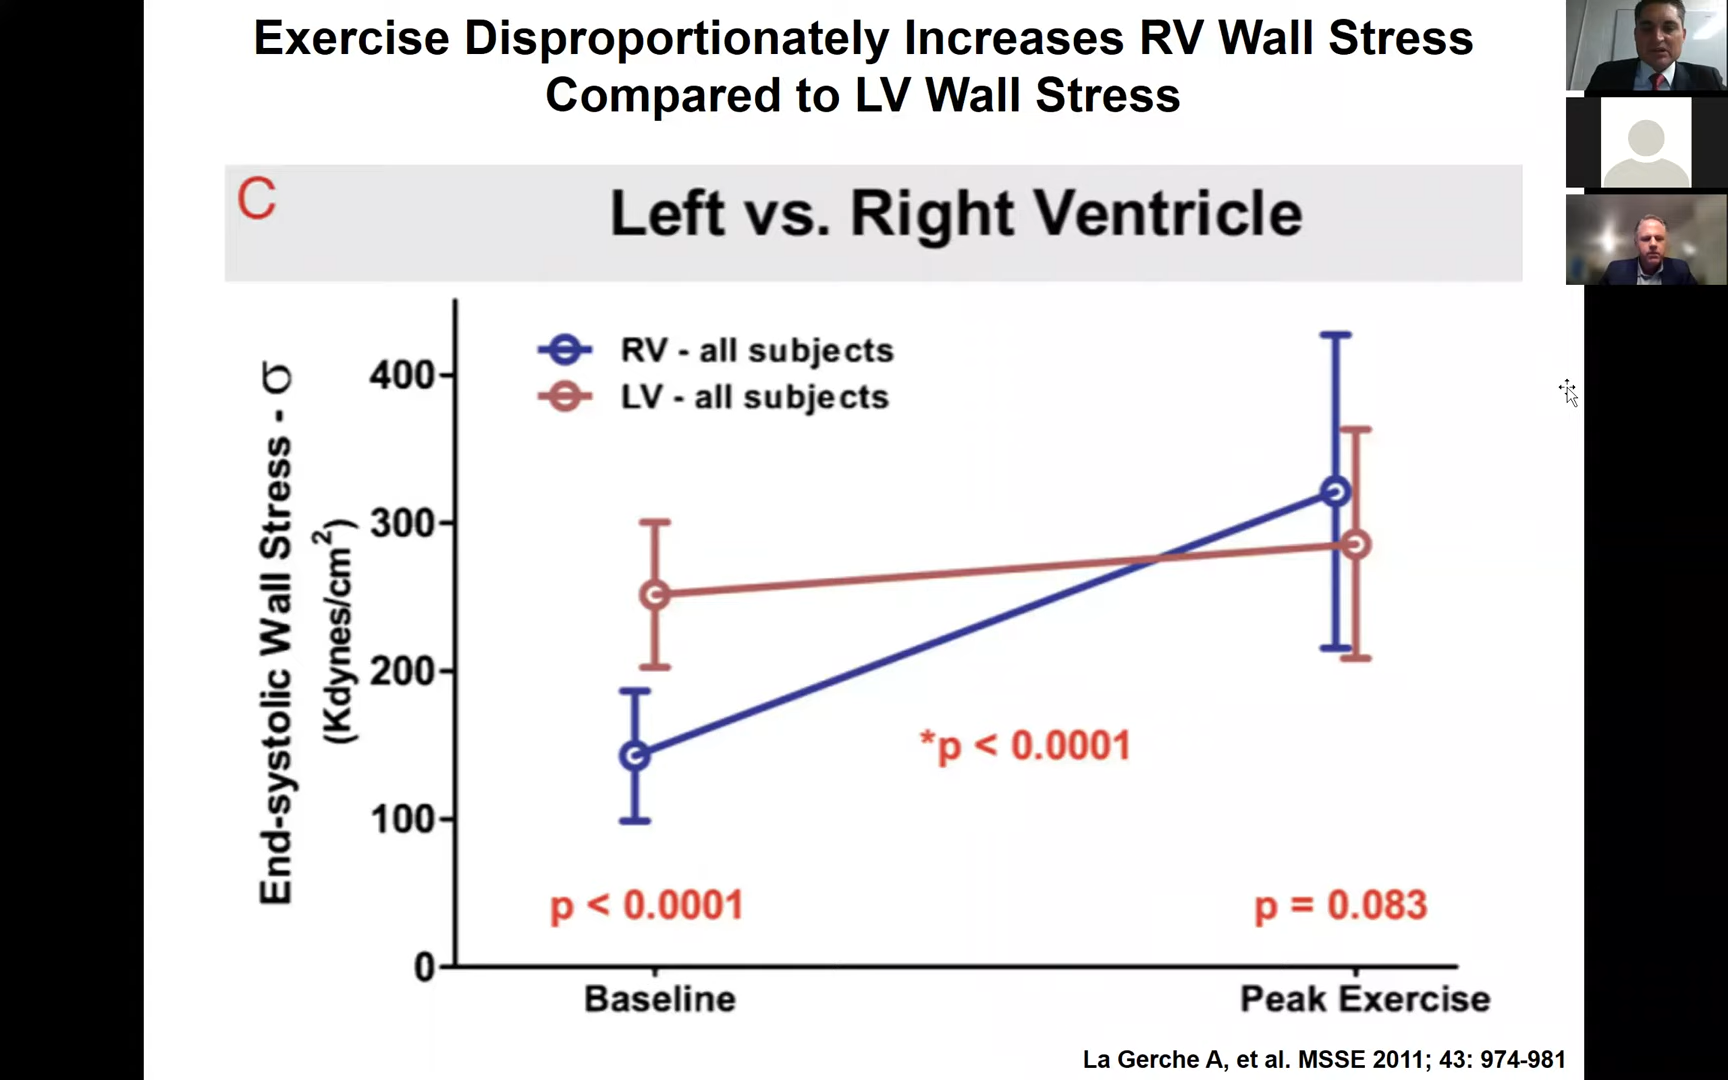 Exercise Disproportionately Increases RV Wall Stress
Compared to LV Wall Stress
C
Left vs. Right Ventricle
RV - all subjects
LV - all subjects
End-systolic Wall Stress - σ
(Kdynes/cm²)
400
300
200
100
0
*p < 0.0001
p < 0.0001
p = 0.083
Baseline
Peak Exercise
La Gerche A, et al. MSSE 2011; 43: 974-981